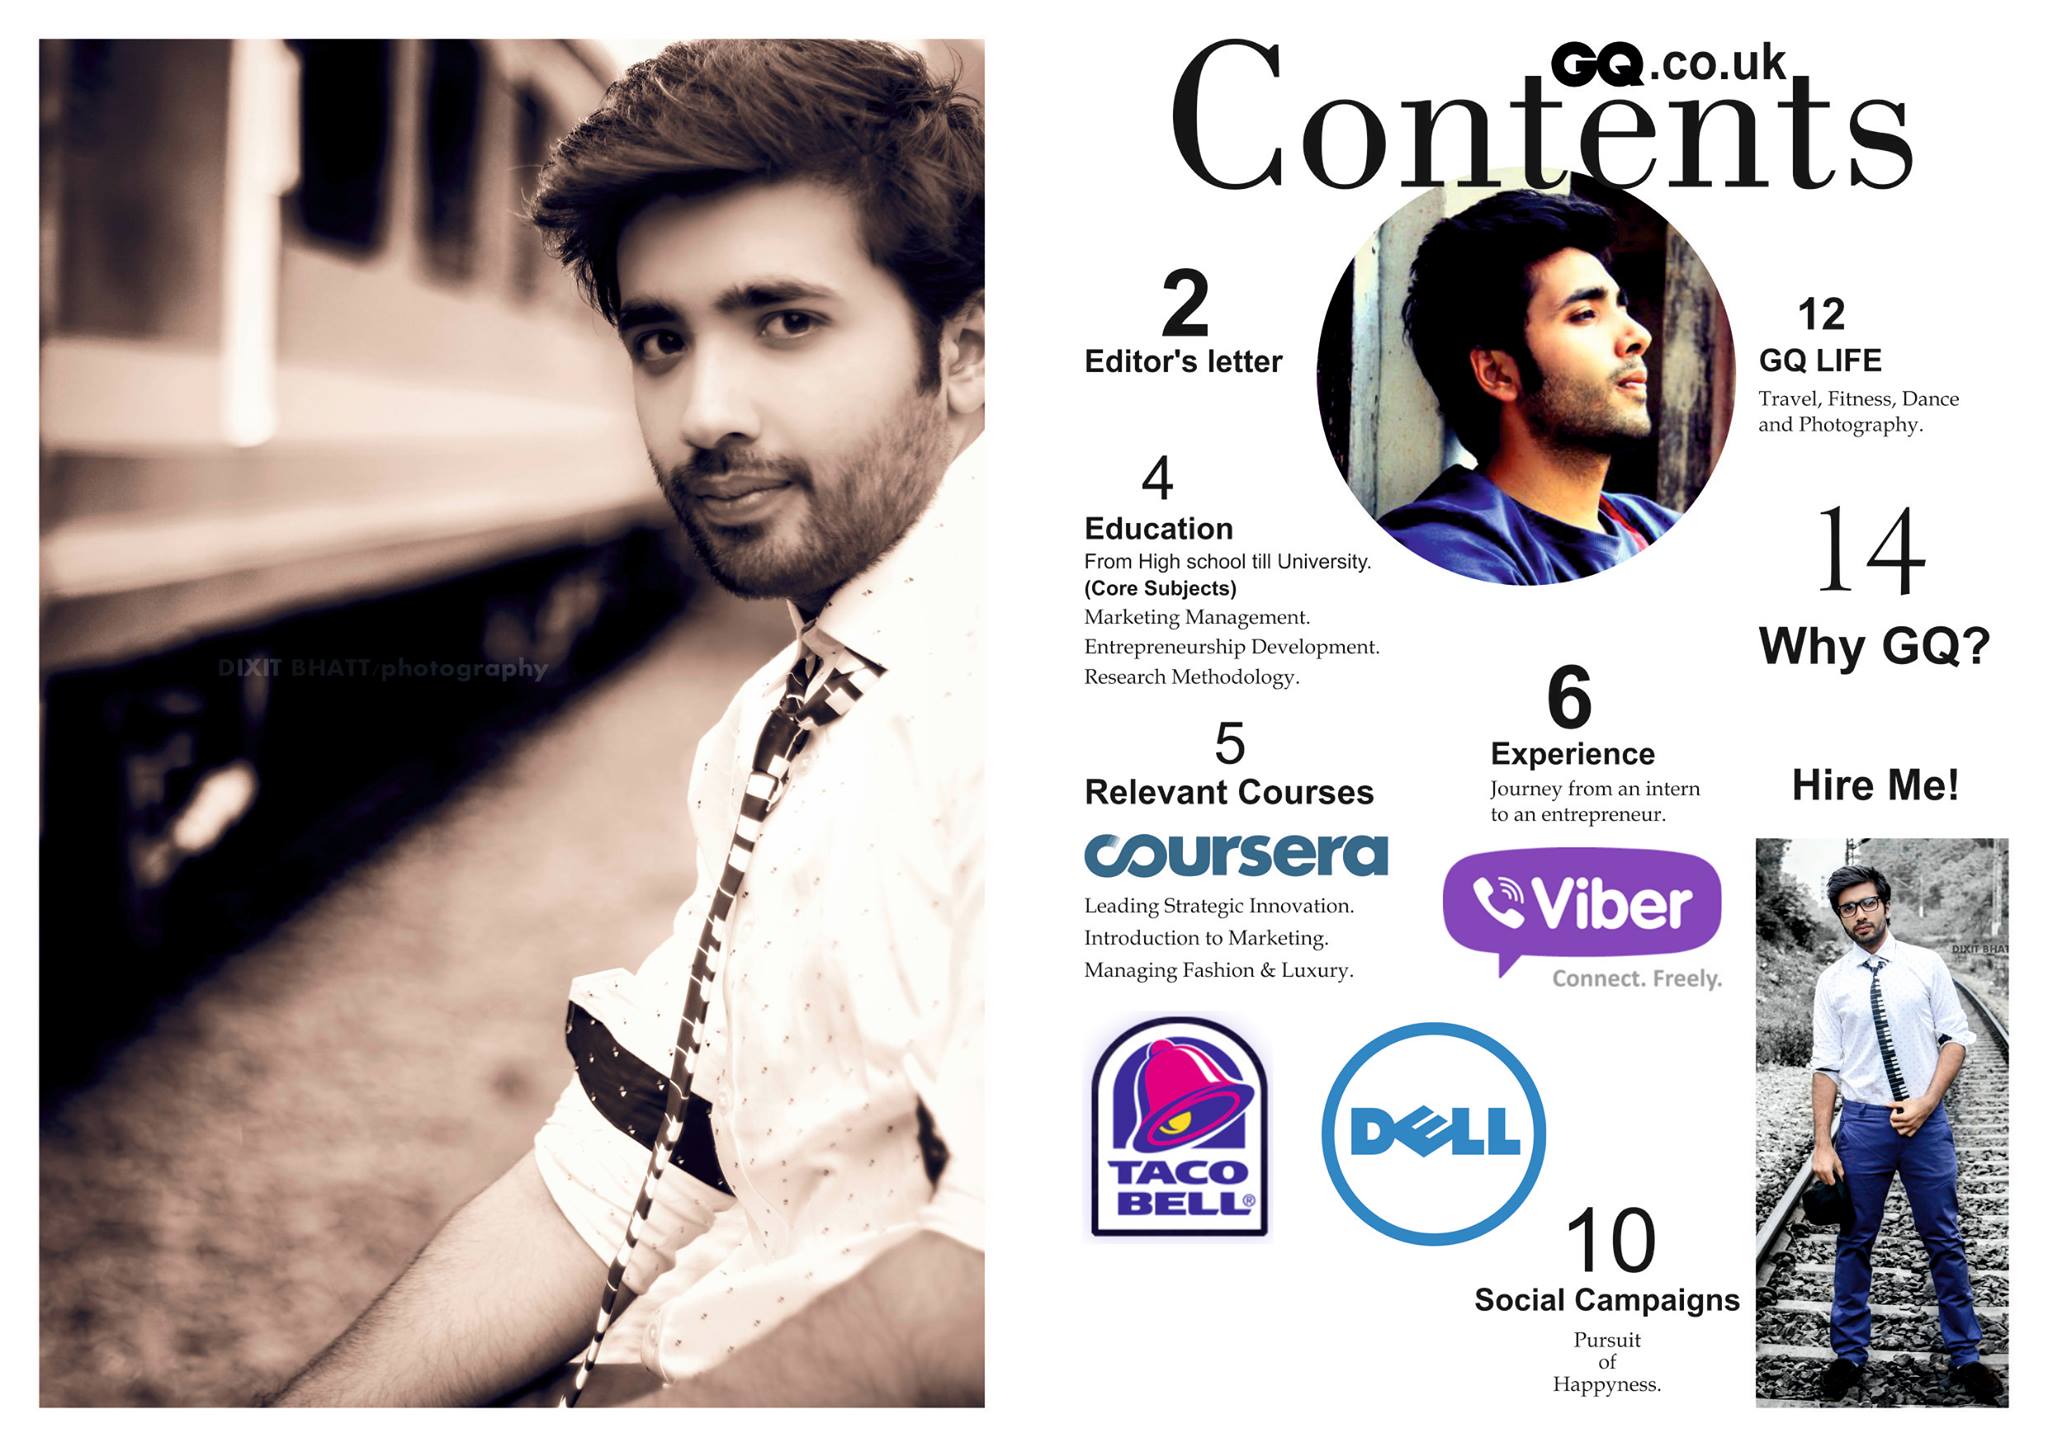 DIXIT BHATT/photography
GQ.co.uk
Contents
2
Editor's letter
4
Education
From High school till University.
(Core Subjects)
Marketing Management.
Entrepreneurship Development.
Research Methodology.
5
Relevant Courses
coursera
Leading Strategic Innovation.
Introduction to Marketing.
Managing Fashion & Luxury.
TACO
BELL®
DELL
6
Experience
Journey from an intern
to an entrepreneur.
Viber
Connect. Freely.
10
Social Campaigns
Pursuit
of
Happyness.
12
GQ LIFE
Travel, Fitness, Dance
and Photography.
14
Why GQ?
Hire Me!
DIXIT BHAT